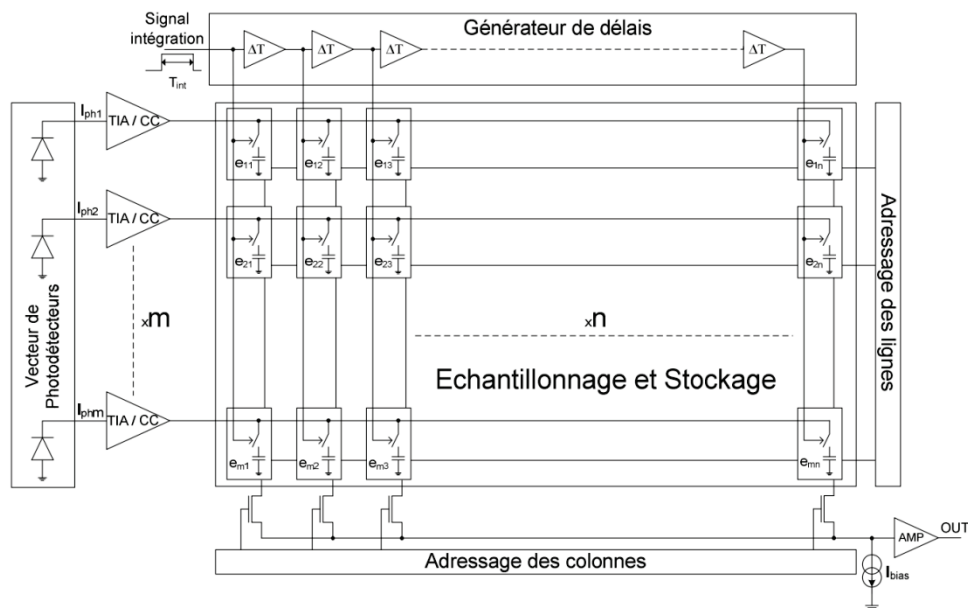 Signal
intégration
Générateur de délais
ΔT ΔT ΔT ΔT
Tint
Iph1 TIA / CC
e11 e12 e13 e1n
Iph2 TIA / CC
e21 e22 e23 e2n
Vecteur de
Photodétecteurs
xm
xn
Adressage des lignes
Echantillonnage et Stockage
Iphm TIA / CC
em1 em2 em3 emn
AMP OUT
Adressage des colonnes
Ibias